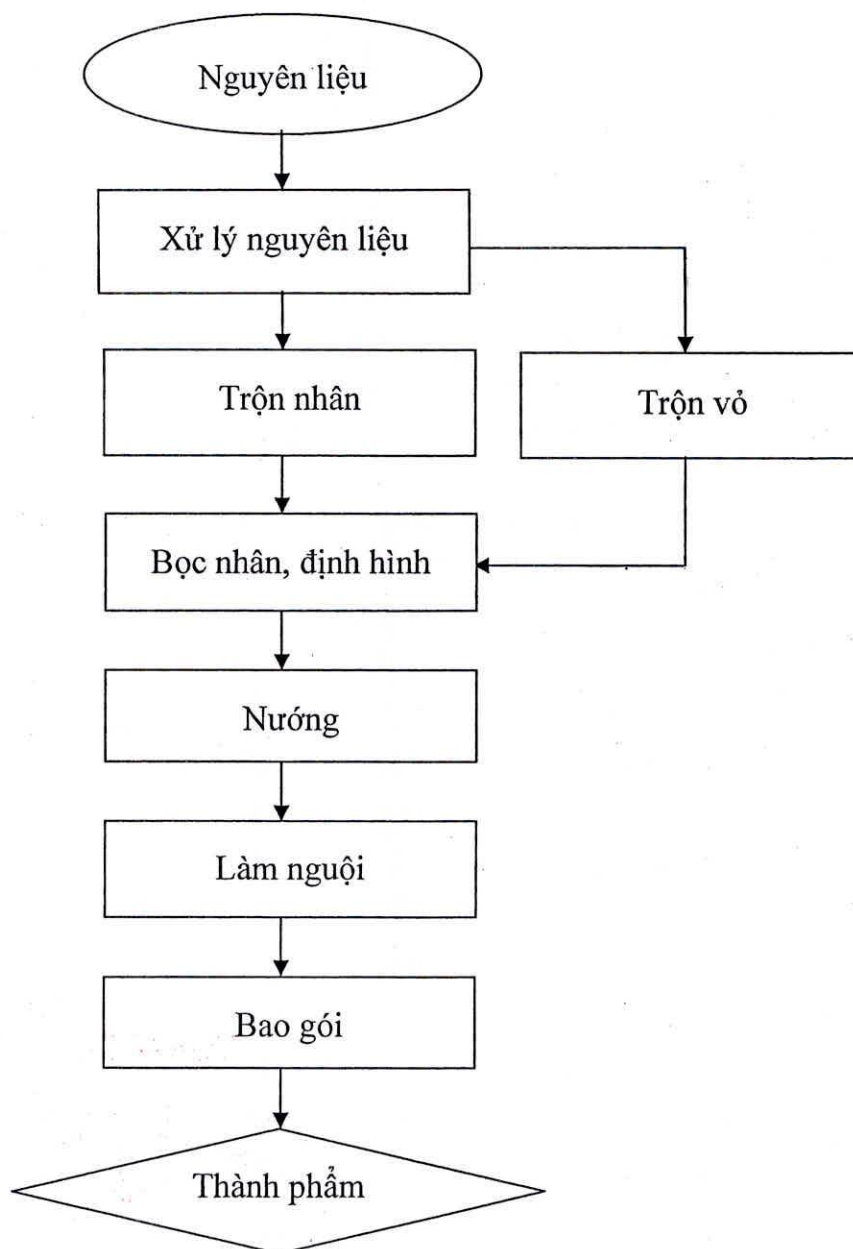 Nguyên liệu
Xử lý nguyên liệu
Trộn nhân
Trộn vỏ
Bọc nhân, định hình
Nướng
Làm nguội
Bao gói
Thành phẩm